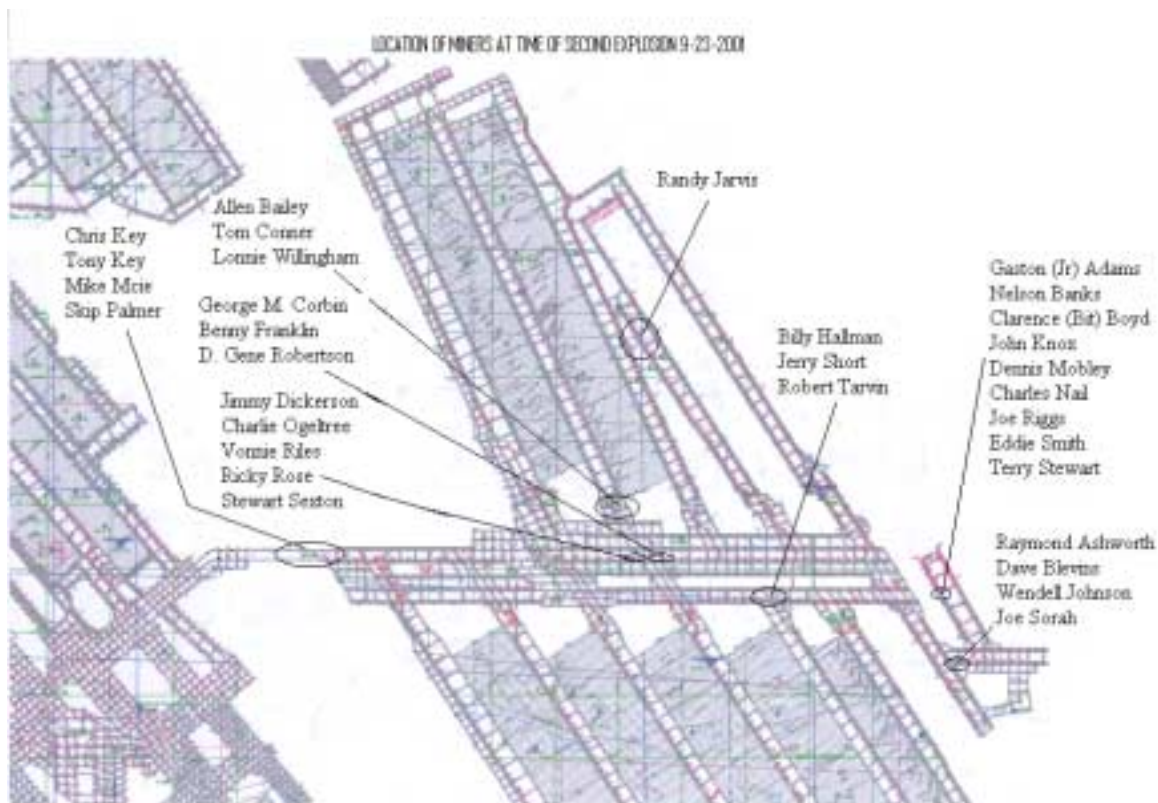 LOCATION OF MINERS AT TIME OF SECOND EXPLOSION 9-23-2001
Randy Jarvis
Allen Bailey
Tom Conner
Lonnie Willingham
Chris Key
Tony Key
Mike Mcie
Skip Palmer
George M. Corbin
Benny Franklin
D. Gene Robertson
Jimmy Dickerson
Charlie Ogeltree
Vonnie Riles
Ricky Rose
Stewart Sexton
Billy Hallman
Jerry Short
Robert Tarvin
Gaston (Jr) Adams
Nelson Banks
Clarence (Bit) Boyd
John Knox
Dennis Mobley
Charles Nail
Joe Riggs
Eddie Smith
Terry Stewart
Raymond Ashworth
Dave Blevins
Wendell Johnson
Joe Sorah